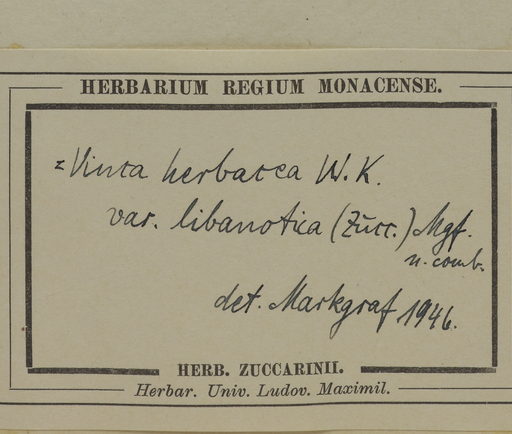 HERBARIUM REGIUM MONACENSE.
= Vinca herbacea W. K.
var. libanotica (Zucc.) Mgf.
n. comb.
det. Markgraf 1946.
HERB. ZUCCARINII.
Herbar. Univ. Ludov. Maximil.